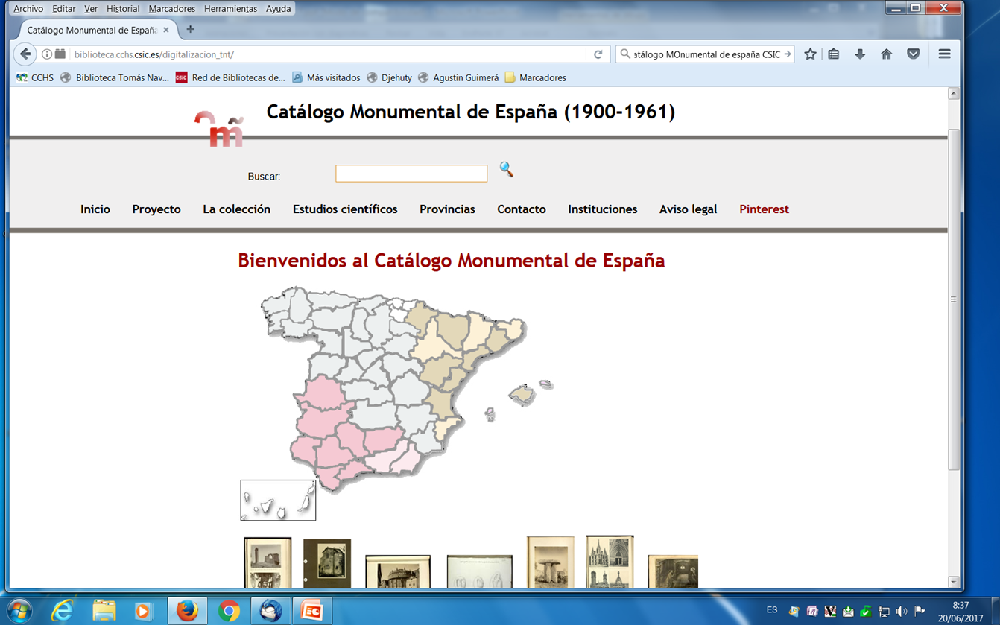 Archivo Editar Ver Historial Marcadores Herramientas Ayuda
Catálogo Monumental de España
biblioteca.cchs.csic.es/digitalizacion_tnt/
atálogo MOnumental de españa CSIC
CCHS Biblioteca Tomás Nav... CSIC Red de Bibliotecas de... Más visitados Djehuty Agustin Guimerá Marcadores
m̃
Catálogo Monumental de España (1900-1961)
Buscar:
Inicio Proyecto La colección Estudios científicos Provincias Contacto Instituciones Aviso legal Pinterest
Bienvenidos al Catálogo Monumental de España
ES
8:37
20/06/2017